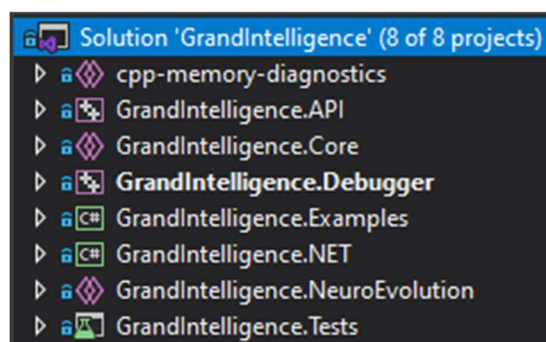 Solution 'GrandIntelligence' (8 of 8 projects)
cpp-memory-diagnostics
GrandIntelligence.API
GrandIntelligence.Core
GrandIntelligence.Debugger
C# GrandIntelligence.Examples
C# GrandIntelligence.NET
GrandIntelligence.NeuroEvolution
GrandIntelligence.Tests